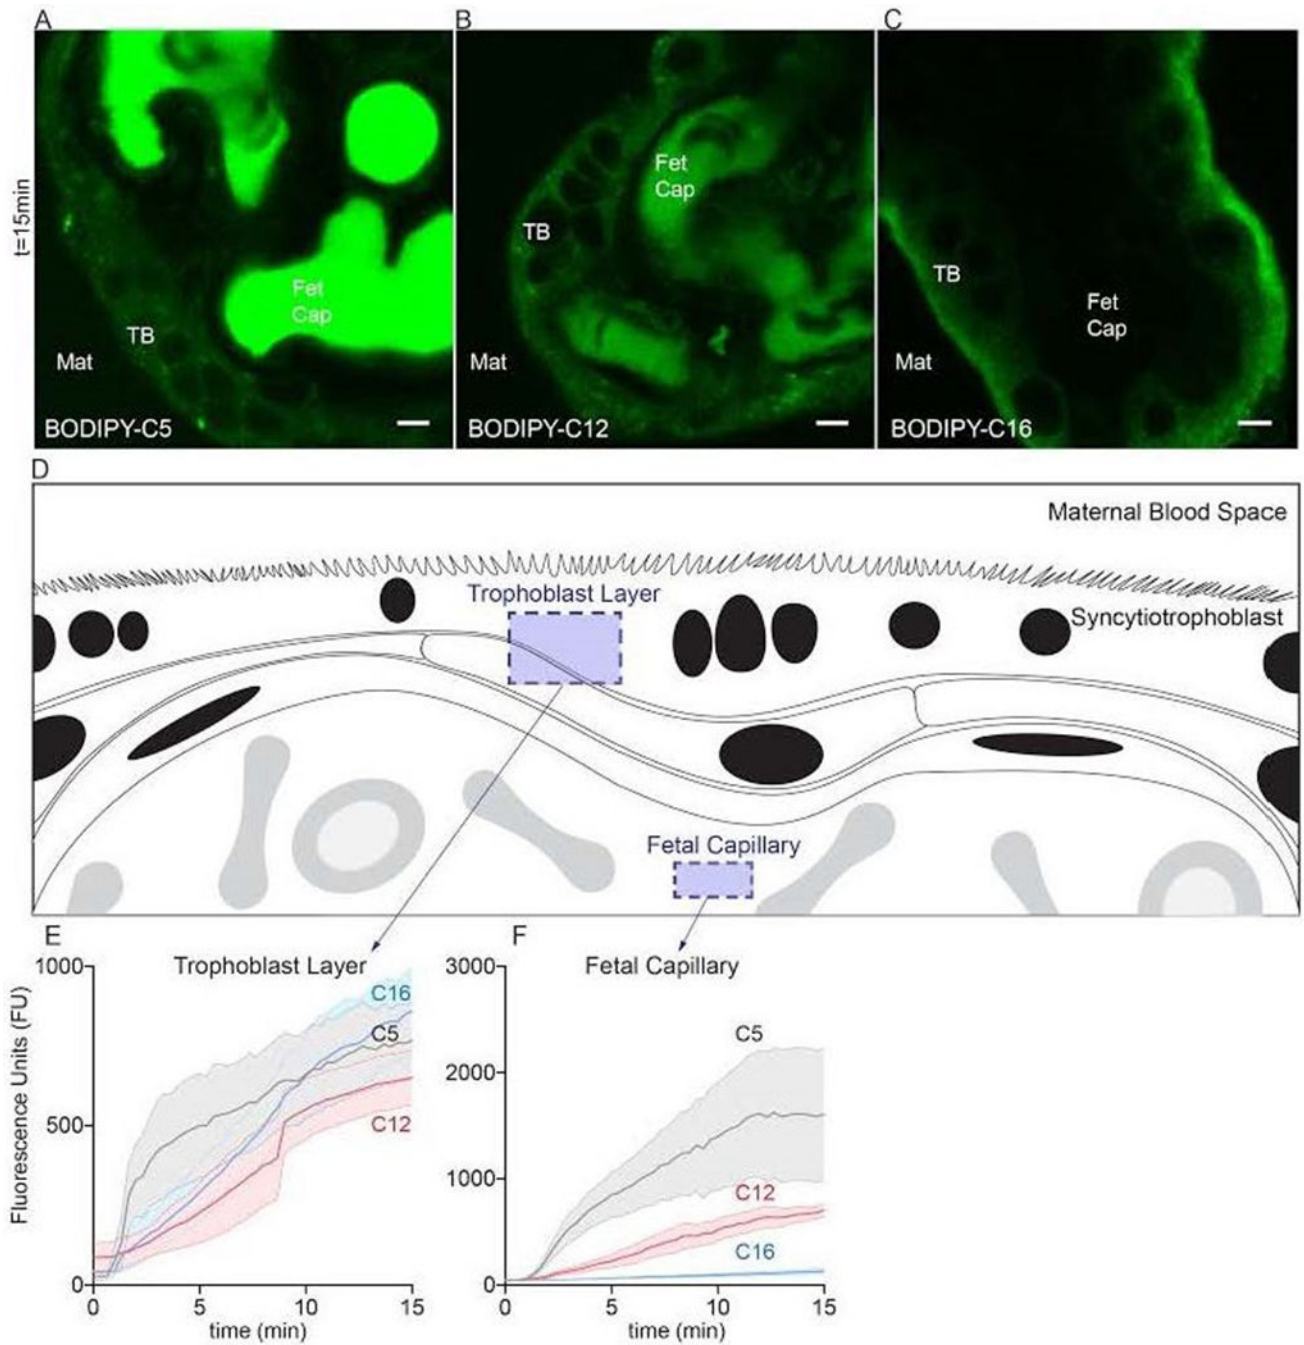 A
B
C
t=15min
Fet
Cap
TB
Mat
BODIPY-C5
Fet
Cap
TB
Mat
BODIPY-C12
TB
Fet
Cap
Mat
BODIPY-C16
D
Maternal Blood Space
Trophoblast Layer
Syncytiotrophoblast
Fetal Capillary
E
Trophoblast Layer
Fluorescence Units (FU)
1000
500
0
C16
C5
C12
0 5 10 15
time (min)
F
Fetal Capillary
3000
2000
1000
0
C5
C12
C16
0 5 10 15
time (min)